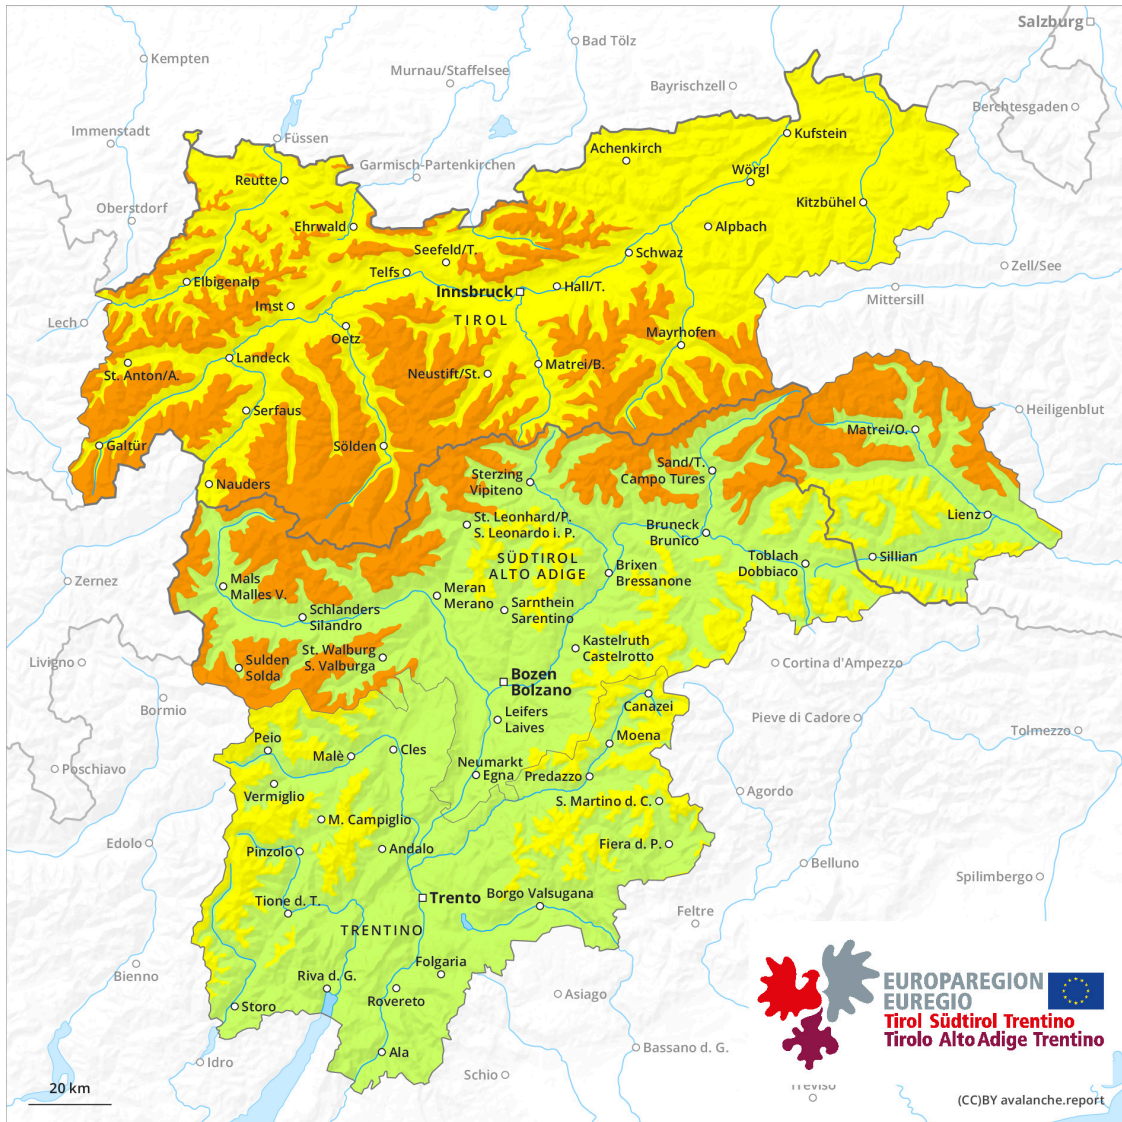 Salzburg
Bad Tölz
Kempten
Murnau/Staffelsee
Bayrischzell
Berchtesgaden
Immenstadt
Füssen
Kufstein
Achenkirch
Garmisch-Partenkirchen
Wörgl
Reutte
Oberstdorf
Kitzbühel
Ehrwald
Alpbach
Seefeld/T.
Schwaz
Telfs
Zell/See
Elbigenalp
Hall/T.
Innsbruck
Mittersill
Imst
TIROL
Lech
Oetz
Mayrhofen
Landeck
Matrei/B.
St. Anton/A.
Neustift/St.
Serfaus
Heiligenblut
Matrei/O.
Galtür
Sölden
Sand/T.
Campo Tures
Sterzing
Vipiteno
Nauders
St. Leonhard/P.
S. Leonardo i. P.
Lienz
Bruneck
Brunico
SÜDTIROL
ALTO ADIGE
Toblach
Dobbiaco
Sillian
Brixen
Bressanone
Zernez
Mals
Malles V.
Meran
Merano
Sarnthein
Sarentino
Schlanders
Silandro
Kastelruth
Castelrotto
St. Walburg
S. Valburga
Livigno
Sulden
Solda
Cortina d'Ampezzo
Bozen
Bolzano
Canazei
Bormio
Leifers
Laives
Pieve di Cadore
Tolmezzo
Moena
Peio
Cles
Malè
Neumarkt
Egna
Predazzo
Poschiavo
Vermiglio
Agordo
S. Martino d. C.
M. Campiglio
Edolo
Fiera d. P.
Pinzolo
Andalo
Belluno
Spilimbergo
Borgo Valsugana
Trento
Tione d. T.
Feltre
TRENTINO
Folgaria
Bienno
Riva d. G.
EUROPAREGION
EUREGIO
Tirol Südtirol Trentino
Tirolo Alto Adige Trentino
Asiago
Rovereto
Storo
Bassano d. G.
Ala
Idro
Schio
Treviso
20 km
(CC)BY avalanche.report